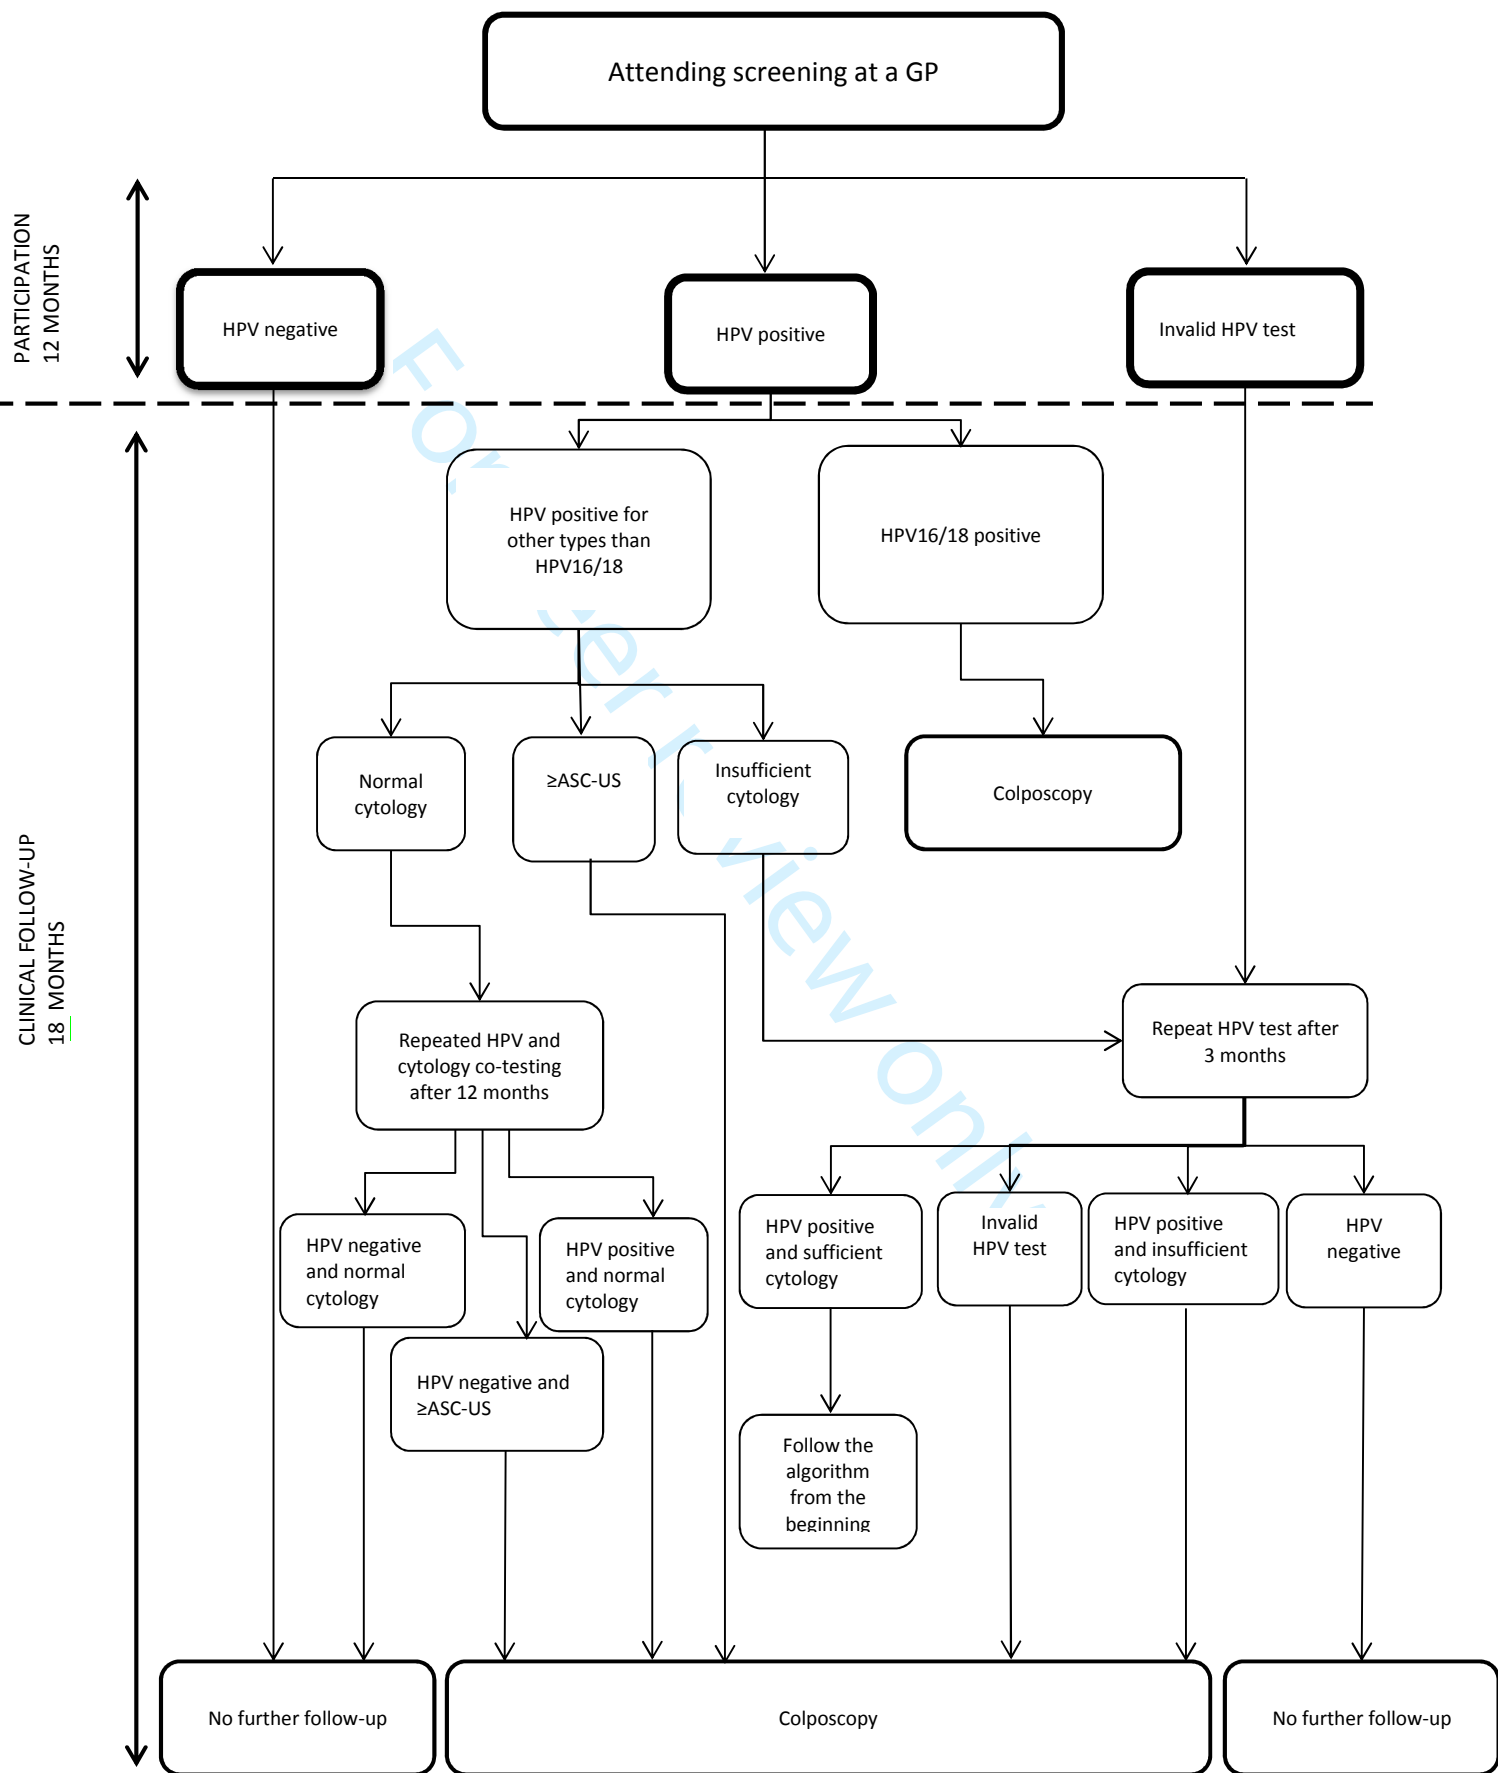 Attending screening at a GP
PARTICIPATION
12 MONTHS
HPV negative
HPV positive
Invalid HPV test
HPV positive for
other types than
HPV16/18
HPV16/18 positive
CLINICAL FOLLOW-UP
18 MONTHS
Normal
cytology
≥ASC-US
Insufficient
cytology
Colposcopy
Repeated HPV and
cytology co-testing
after 12 months
Repeat HPV test after
3 months
HPV negative
and normal
cytology
HPV positive
and normal
cytology
HPV positive
and sufficient
cytology
Invalid
HPV test
HPV positive
and insufficient
cytology
HPV
negative
HPV negative and
≥ASC-US
Follow the
algorithm
from the
beginning
No further follow-up
Colposcopy
No further follow-up